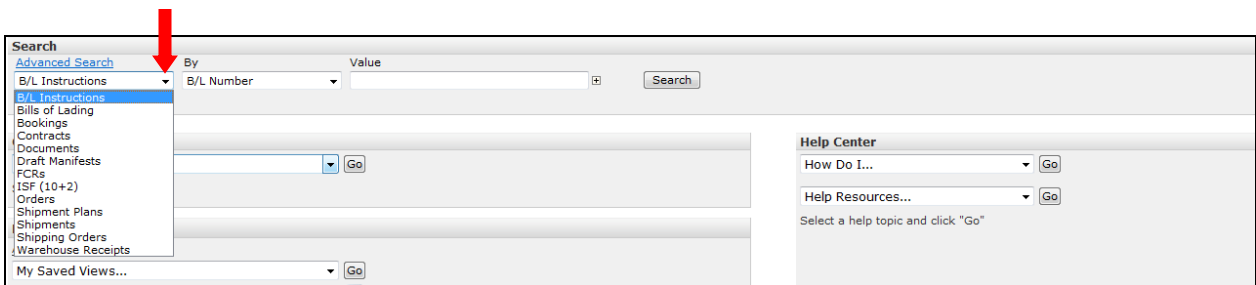 Search
Advanced Search By Value
B/L Instructions B/L Number Search
B/L Instructions
Bills of Lading
Bookings
Contracts
Documents
Draft Manifests
FCRs
ISF (10+2)
Orders
Shipment Plans
Shipments
Shipping Orders
Warehouse Receipts
Go
My Saved Views... Go
Help Center
How Do I... Go
Help Resources... Go
Select a help topic and click "Go"